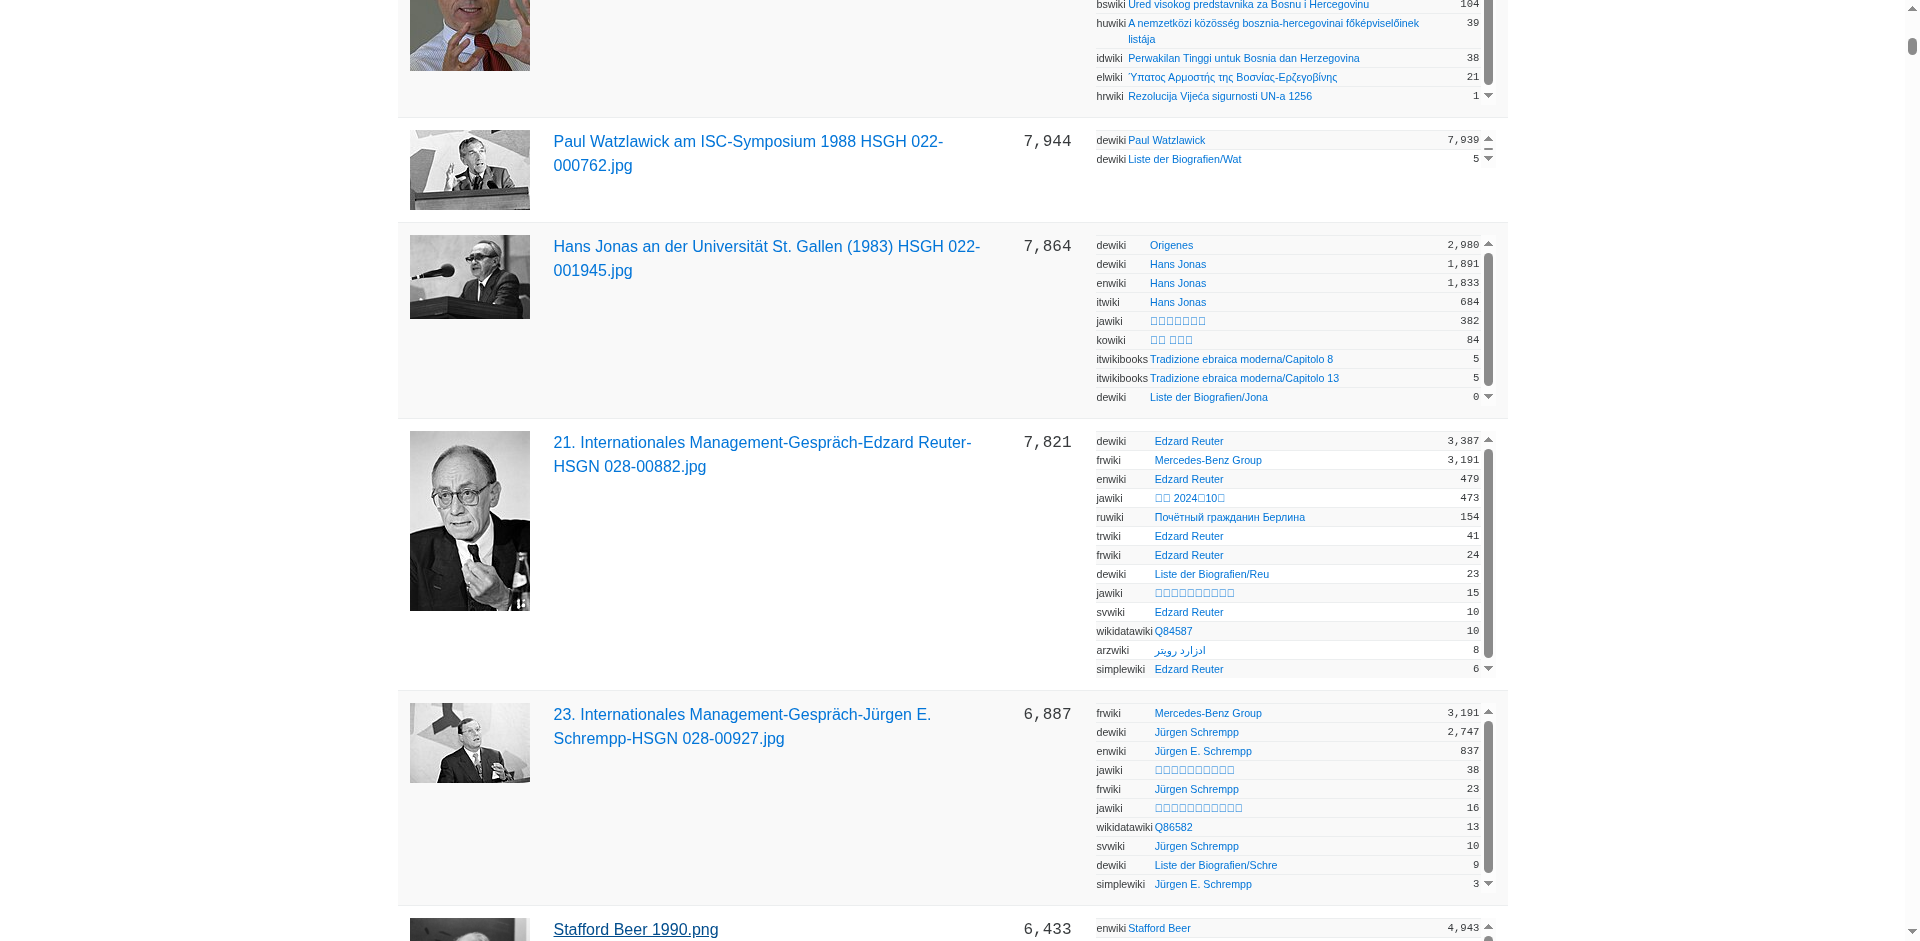 bswiki Ured visokog predstavnika za Bosnu i Hercegovinu 104
huwiki A nemzetközi közösség bosznia-hercegovinai főképviselőinek listája 39
idwiki Perwakilan Tinggi untuk Bosnia dan Herzegovina 38
elwiki Ύπατος Αρμοστής της Βοσνίας-Ερζεγοβίνης 21
hrwiki Rezolucija Vijeća sigurnosti UN-a 1256 1
Paul Watzlawick am ISC-Symposium 1988 HSGH 022-
000762.jpg
7,944
dewiki Paul Watzlawick 7,939
dewiki Liste der Biografien/Wat 5
Hans Jonas an der Universität St. Gallen (1983) HSGH 022-
001945.jpg
7,864
dewiki Origenes 2,980
dewiki Hans Jonas 1,891
enwiki Hans Jonas 1,833
itwiki Hans Jonas 684
jawiki 382
kowiki 84
itwikibooks Tradizione ebraica moderna/Capitolo 8 5
itwikibooks Tradizione ebraica moderna/Capitolo 13 5
dewiki Liste der Biografien/Jona 0
21. Internationales Management-Gespräch-Edzard Reuter-
HSGN 028-00882.jpg
7,821
dewiki Edzard Reuter 3,387
frwiki Mercedes-Benz Group 3,191
enwiki Edzard Reuter 479
jawiki 2024 10 473
ruwiki Почётный гражданин Берлина 154
trwiki Edzard Reuter 41
frwiki Edzard Reuter 24
dewiki Liste der Biografien/Reu 23
jawiki 15
svwiki Edzard Reuter 10
wikidatawiki Q84587 10
arzwiki ادزارد رويتر 8
simplewiki Edzard Reuter 6
23. Internationales Management-Gespräch-Jürgen E.
Schrempp-HSGN 028-00927.jpg
6,887
frwiki Mercedes-Benz Group 3,191
dewiki Jürgen Schrempp 2,747
enwiki Jürgen E. Schrempp 837
jawiki 38
frwiki Jürgen Schrempp 23
jawiki 16
wikidatawiki Q86582 13
svwiki Jürgen Schrempp 10
dewiki Liste der Biografien/Schre 9
simplewiki Jürgen E. Schrempp 3
Stafford Beer 1990.png
6,433
enwiki Stafford Beer 4,943